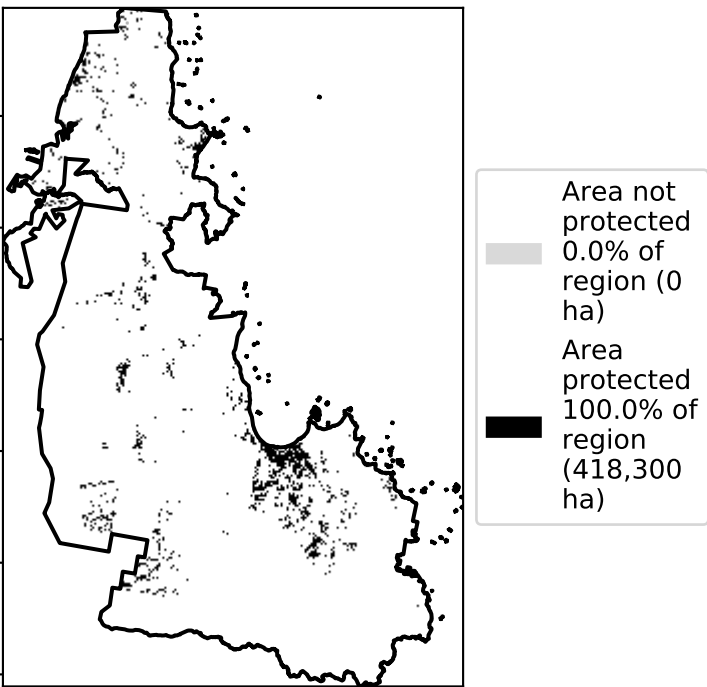 Area not
protected
0.0% of
region (0
ha)
Area
protected
100.0% of
region
(418,300
ha)